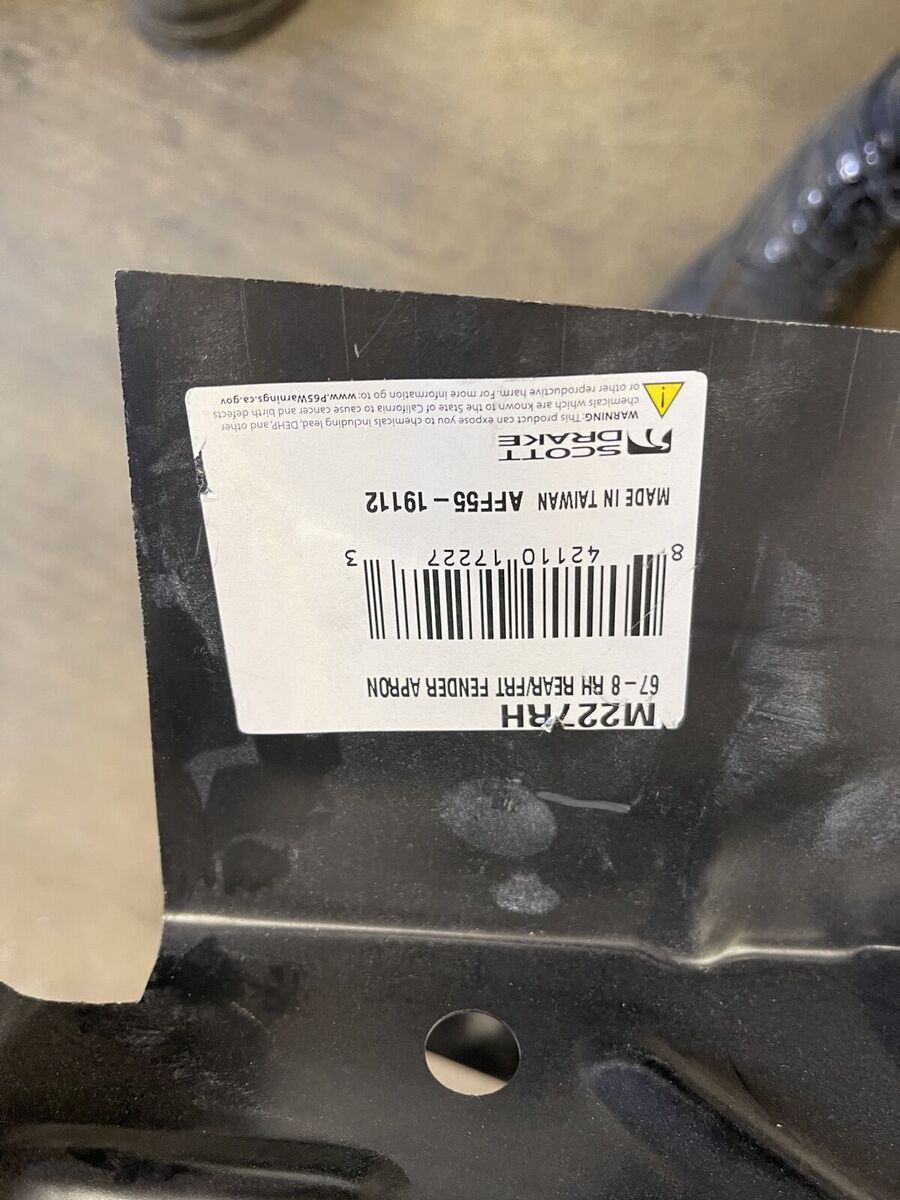 M227RH
67-8 RH REAR/FRT FENDER APRON
8 42110 17227 3
MADE IN TAIWAN AFF55-19112
SCOTT
DRAKE
WARNING: This product can expose you to chemicals including lead, DEHP, and other
chemicals which are known to the State of California to cause cancer and birth defects
or other reproductive harm. For more information go to: www.P65Warnings.ca.gov